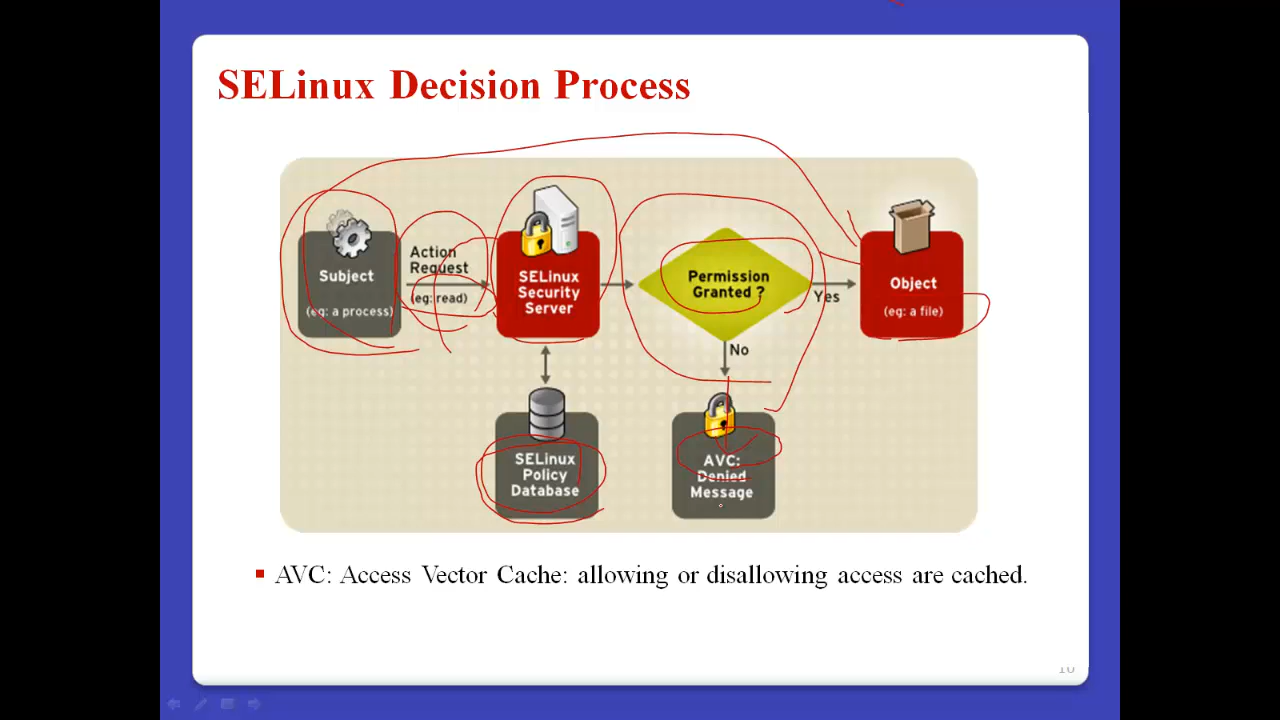 SELinux Decision Process
Subject
(eg: a process)
Action
Request
(eg: read)
SELinux
Security
Server
Permission
Granted ?
Yes
Object
(eg: a file)
No
SELinux
Policy
Database
AVC:
Denied
Message
▪ AVC: Access Vector Cache: allowing or disallowing access are cached.
10